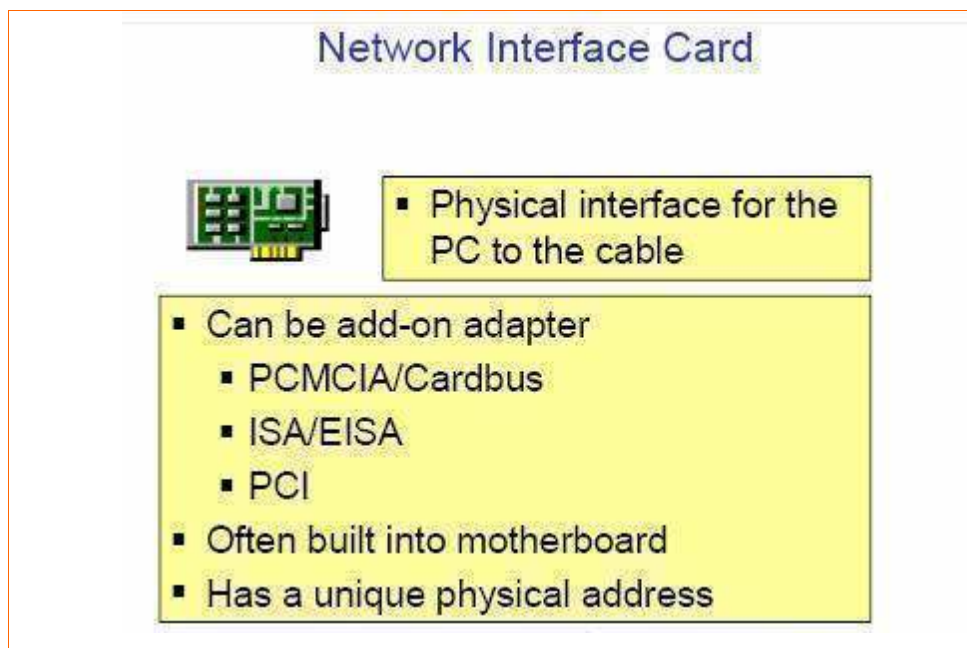 Network Interface Card
▪ Physical interface for the
PC to the cable
▪ Can be add-on adapter
▪ PCMCIA/Cardbus
▪ ISA/EISA
▪ PCI
▪ Often built into motherboard
▪ Has a unique physical address